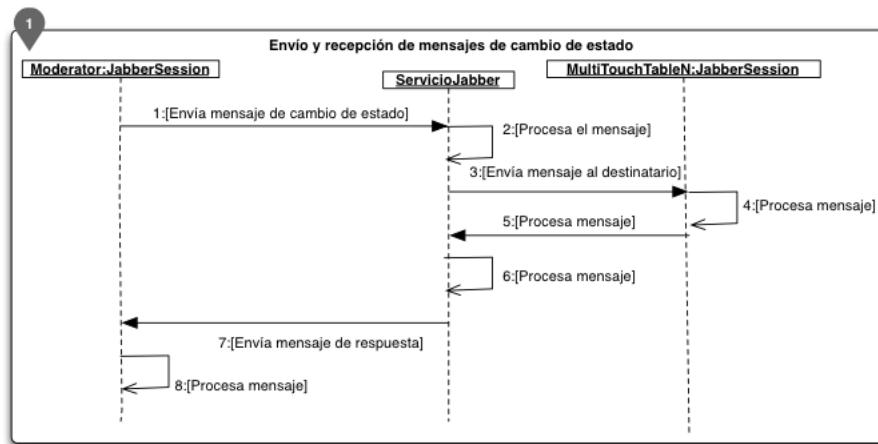 1
Envío y recepción de mensajes de cambio de estado
Moderator:JabberSession
ServicioJabber
MultiTouchTableN:JabberSession
1:[Envía mensaje de cambio de estado]
2:[Procesa el mensaje]
3:[Envía mensaje al destinatario]
4:[Procesa mensaje]
5:[Procesa mensaje]
6:[Procesa mensaje]
7:[Envía mensaje de respuesta]
8:[Procesa mensaje]